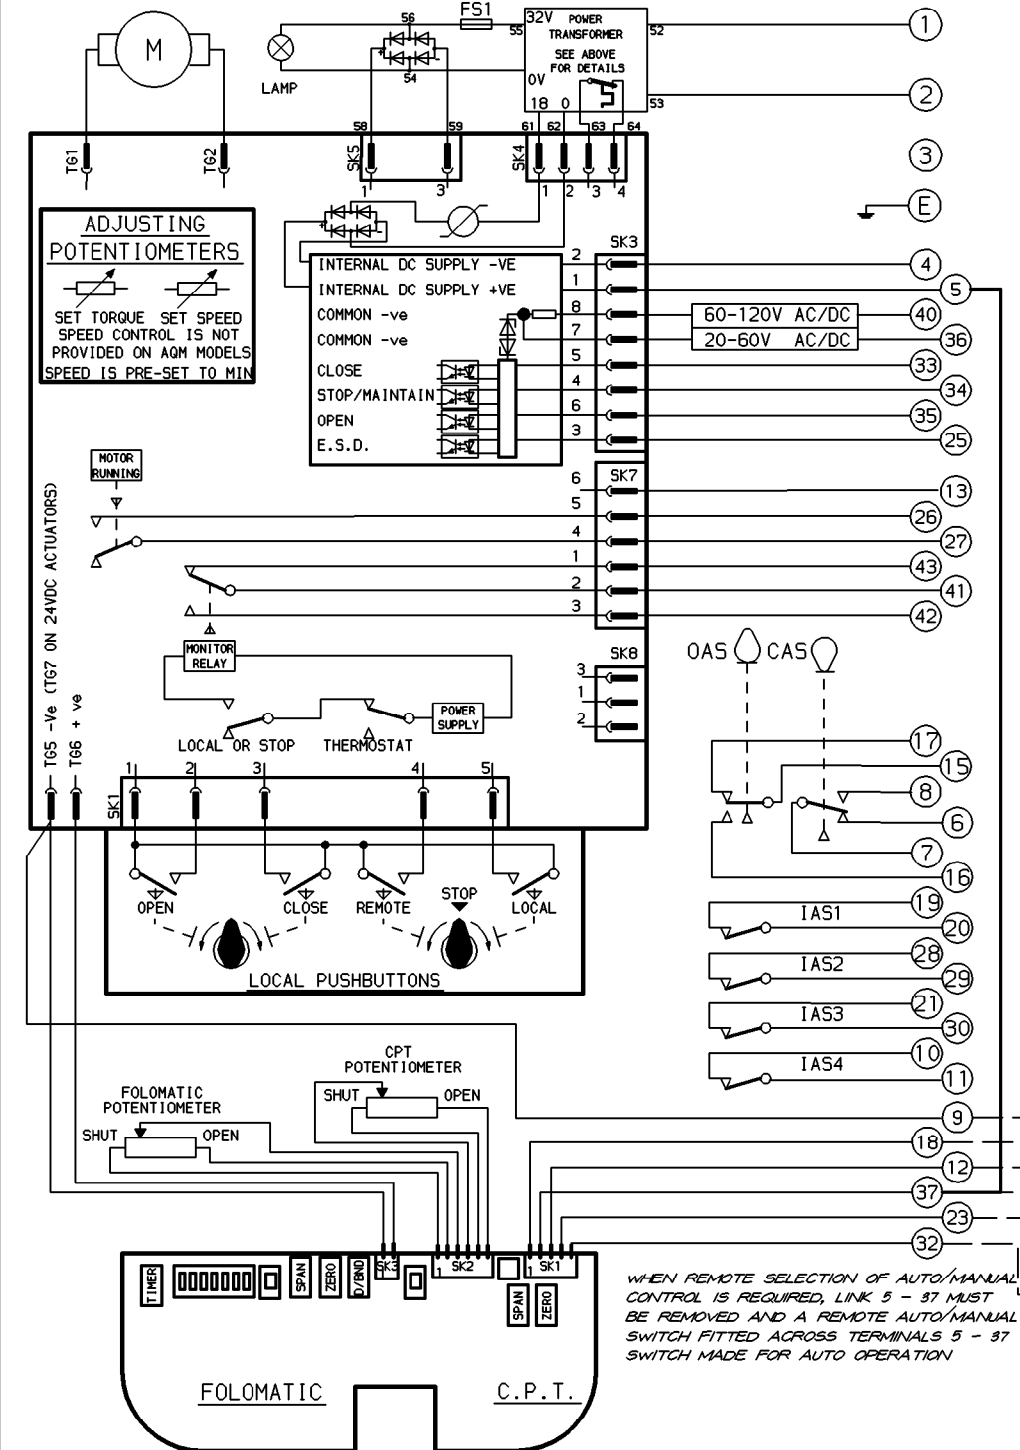 56
FS1
32V POWER
TRANSFORMER
55
52
1
M
SEE ABOVE
FOR DETAILS
LAMP
54
0V
18 0
2
53
58
59
61
62
63
64
TG1
TG2
SK5
SK4
3
1
3
1
2
3
4
E
ADJUSTING
POTENTIOMETERS
SET TORQUE SET SPEED
SPEED CONTROL IS NOT
PROVIDED ON AQM MODELS
SPEED IS PRE-SET TO MIN
SK3
INTERNAL DC SUPPLY -VE
2
4
INTERNAL DC SUPPLY +VE
1
5
COMMON -ve
8
60-120V AC/DC
40
COMMON -ve
7
20-60V AC/DC
36
CLOSE
5
33
STOP/MAINTAIN
4
34
OPEN
6
35
E.S.D.
3
25
MOTOR
RUNNING
SK7
6
13
5
26
4
27
1
43
2
41
3
42
TG5 -Ve (TG7 ON 24VDC ACTUATORS)
TG6 + ve
MONITOR
RELAY
SK8
3
1
2
POWER
SUPPLY
LOCAL OR STOP
THERMOSTAT
OAS
CAS
17
15
8
6
7
16
SK1
1
2
3
4
5
OPEN
CLOSE
REMOTE
STOP
LOCAL
LOCAL PUSHBUTTONS
IAS1
19
20
IAS2
28
29
IAS3
21
30
IAS4
10
11
CPT
POTENTIOMETER
SHUT
OPEN
FOLOMATIC
POTENTIOMETER
SHUT
OPEN
9
18
12
37
23
32
TIMER
SPAN
ZERO
D/BND
SK3
1
SK2
1
SK1
SPAN
ZERO
FOLOMATIC
C.P.T.
WHEN REMOTE SELECTION OF AUTO/MANUAL
CONTROL IS REQUIRED, LINK 5 - 37 MUST
BE REMOVED AND A REMOTE AUTO/MANUAL
SWITCH FITTED ACROSS TERMINALS 5 - 37
SWITCH MADE FOR AUTO OPERATION